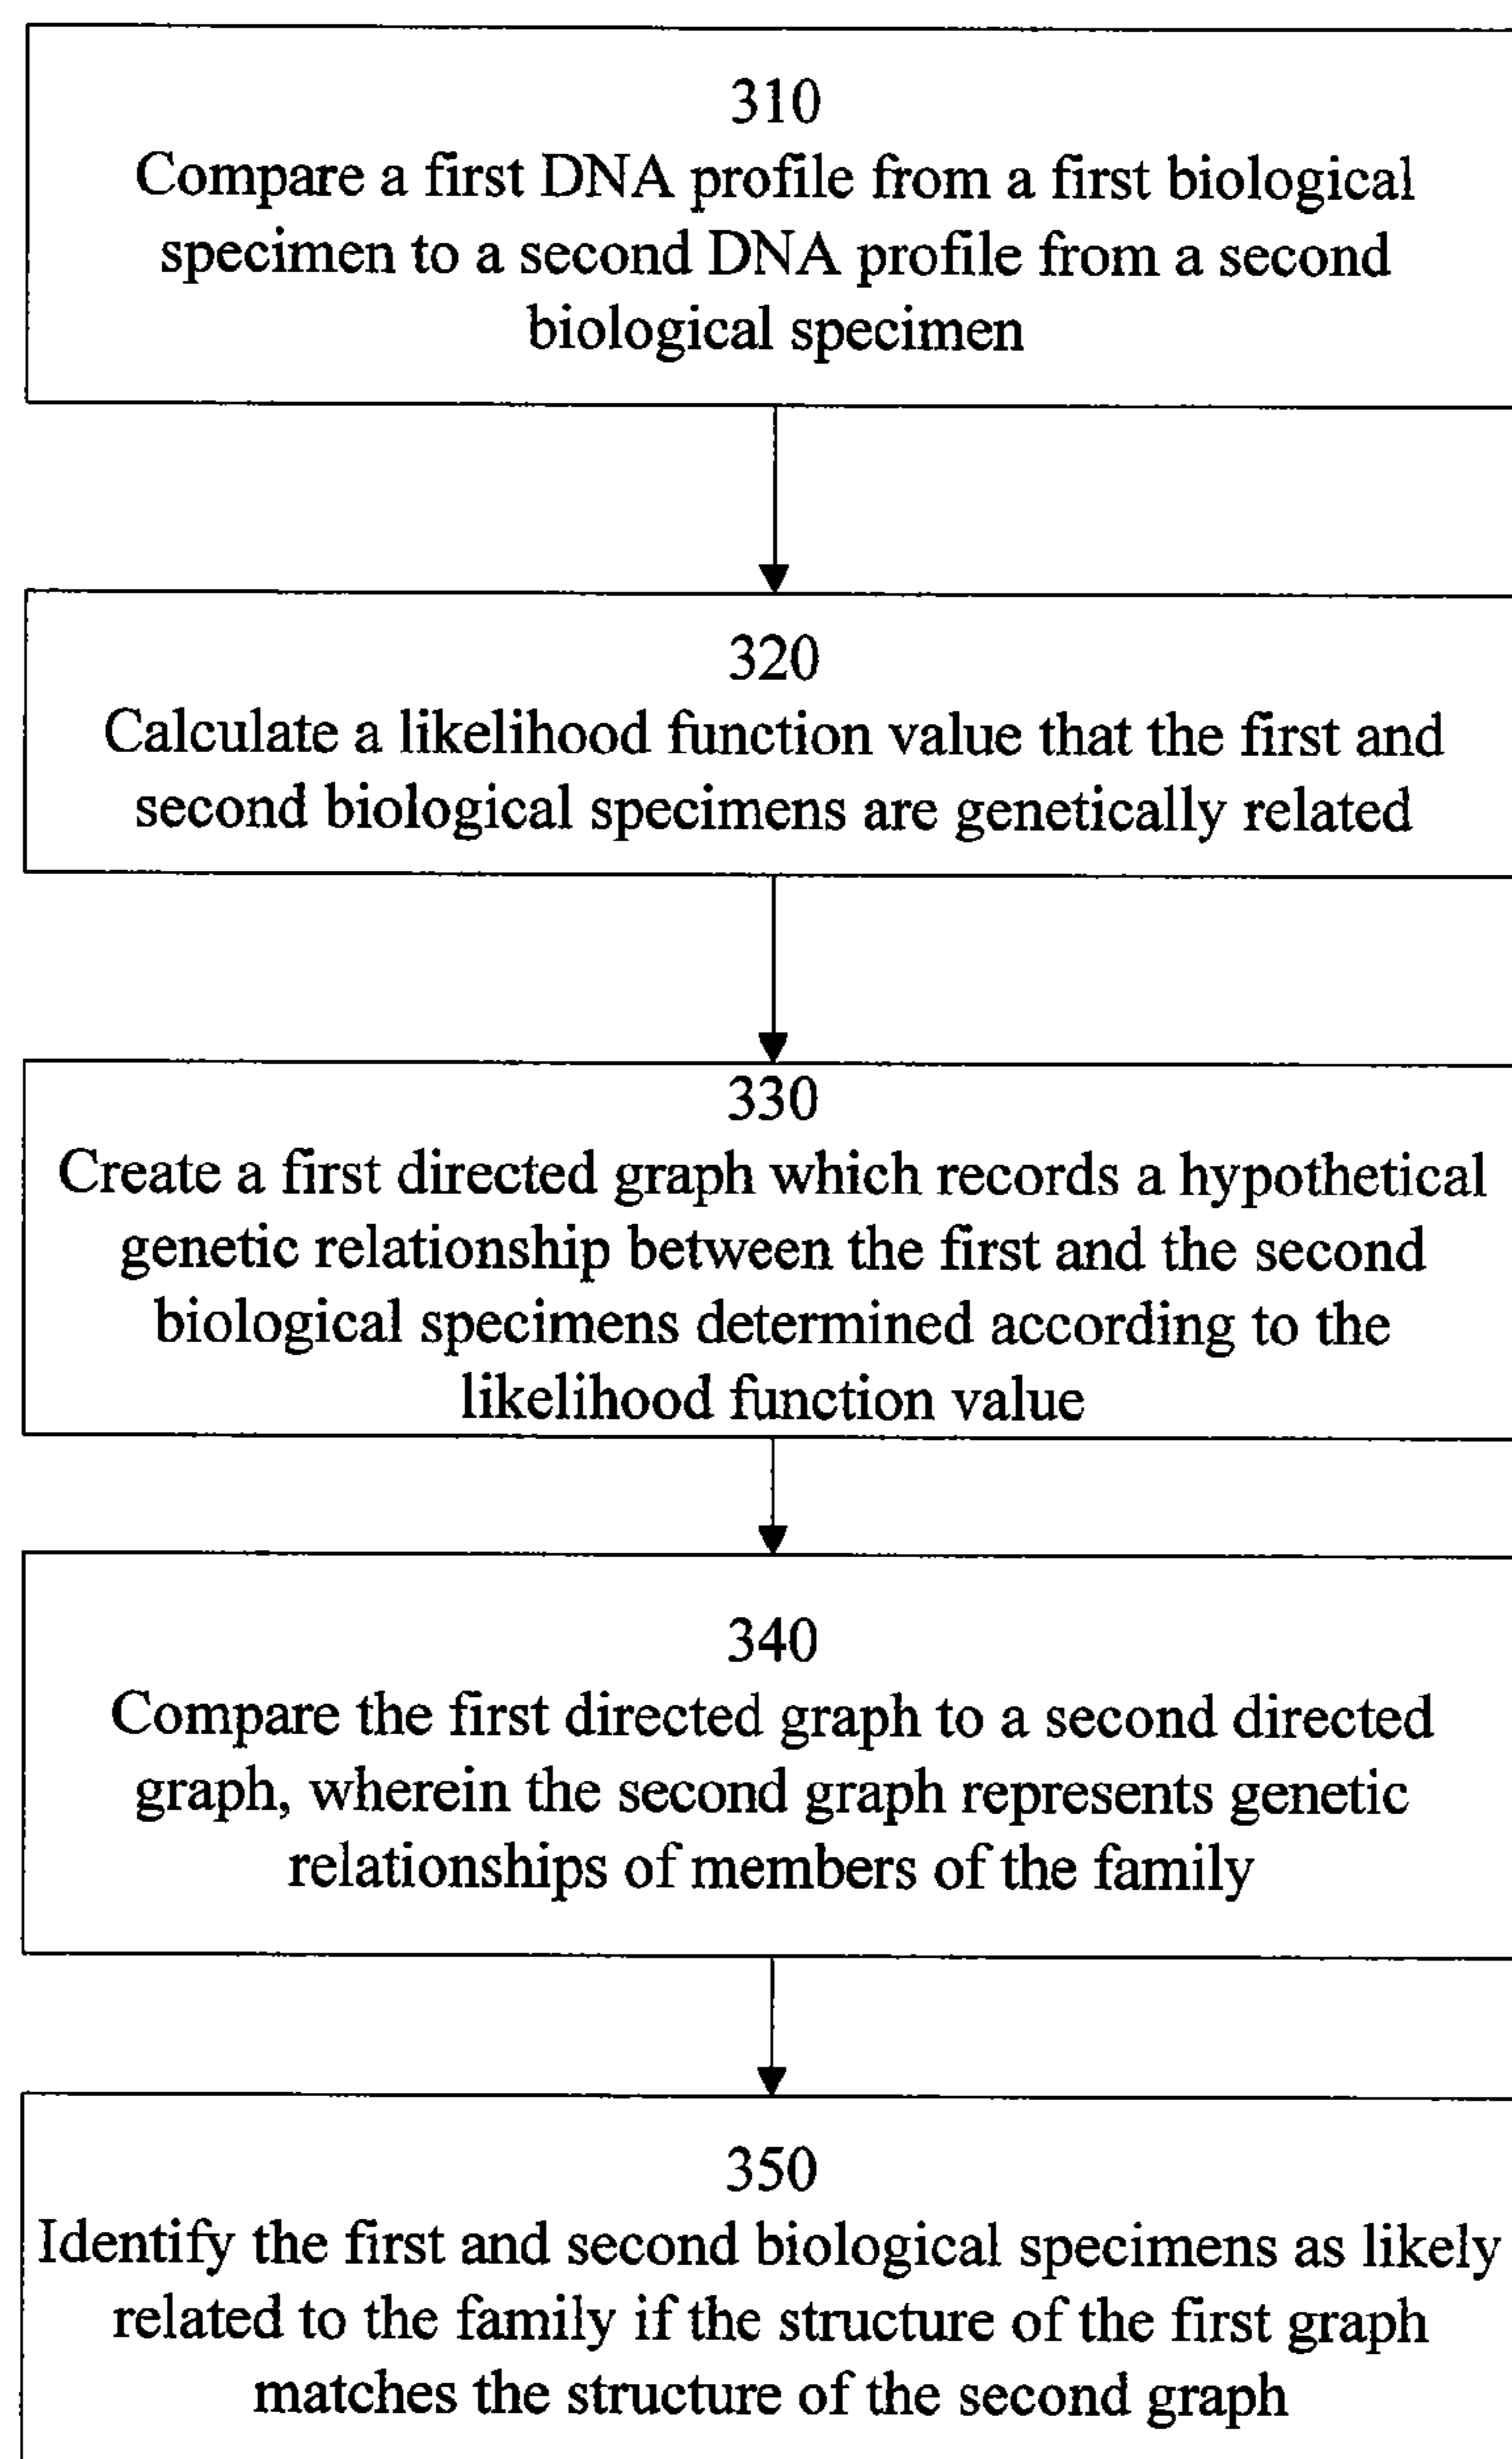 310
Compare a first DNA profile from a first biological
specimen to a second DNA profile from a second
biological specimen
320
Calculate a likelihood function value that the first and
second biological specimens are genetically related
330
Create a first directed graph which records a hypothetical
genetic relationship between the first and the second
biological specimens determined according to the
likelihood function value
340
Compare the first directed graph to a second directed
graph, wherein the second graph represents genetic
relationships of members of the family
350
Identify the first and second biological specimens as likely
related to the family if the structure of the first graph
matches the structure of the second graph